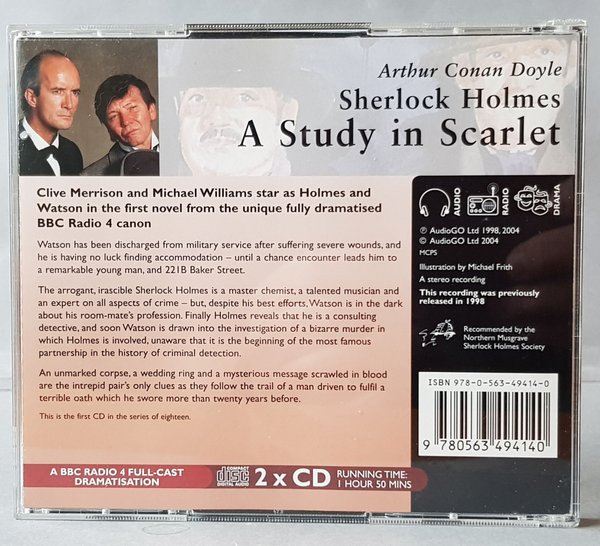 Arthur Conan Doyle
Sherlock Holmes
A Study in Scarlet
Clive Merrison and Michael Williams star as Holmes and
Watson in the first novel from the unique fully dramatised
BBC Radio 4 canon
Watson has been discharged from military service after suffering severe wounds, and
he is having no luck finding accommodation – until a chance encounter leads him to
a remarkable young man, and 221B Baker Street.
The arrogant, irascible Sherlock Holmes is a master chemist, a talented musician and
an expert on all aspects of crime – but, despite his best efforts, Watson is in the dark
about his room-mate's profession. Finally Holmes reveals that he is a consulting
detective, and soon Watson is drawn into the investigation of a bizarre murder in
which Holmes is involved, unaware that it is the beginning of the most famous
partnership in the history of criminal detection.
An unmarked corpse, a wedding ring and a mysterious message scrawled in blood
are the intrepid pair's only clues as they follow the trail of a man driven to fulfil a
terrible oath which he swore more than twenty years before.
This is the first CD in the series of eighteen.
AUDIO
RADIO
DRAMA
℗ AudioGO Ltd 1998, 2004
© AudioGO Ltd 2004
MCPS
Illustration by Michael Frith
A stereo recording
This recording was previously
released in 1998
Recommended by the
Northern Musgrave
Sherlock Holmes Society
ISBN 978-0-563-49414-0
9 780563 494140
A BBC RADIO 4 FULL-CAST
DRAMATISATION
COMPACT
disc
DIGITAL AUDIO
2 x CD
RUNNING TIME:
1 HOUR 50 MINS